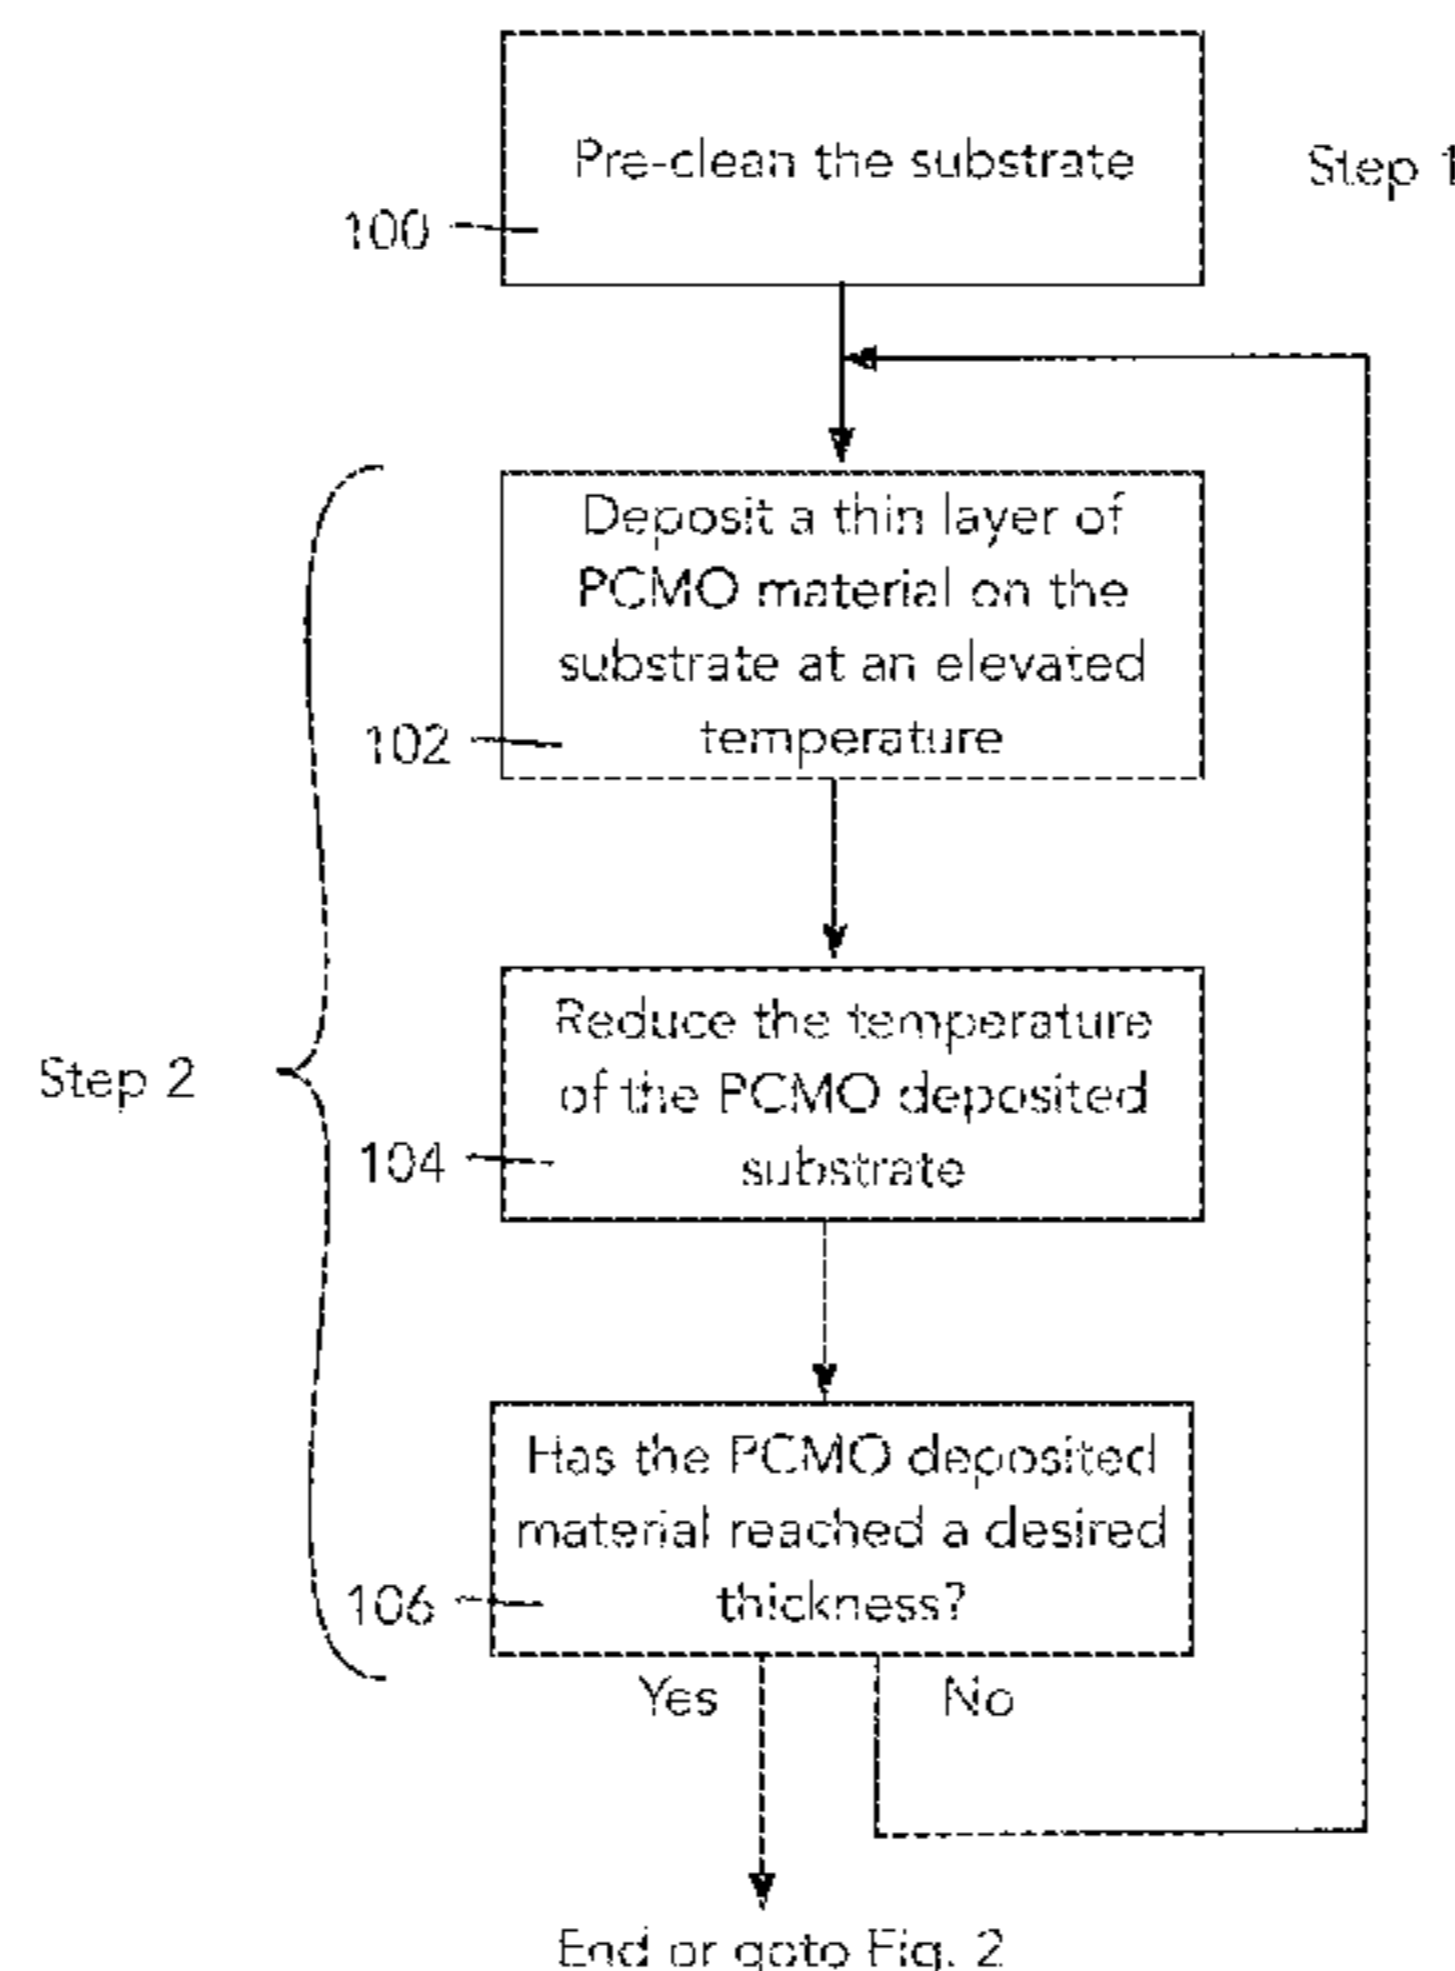 Pre-clean the substrate
Step 1
100
Deposit a thin layer of
PCMO material on the
substrate at an elevated
temperature
102
Reduce the temperature
of the PCMO deposited
substrate
Step 2
104
Has the PCMO deposited
material reached a desired
thickness?
106
Yes
No
End or goto Fig. 2